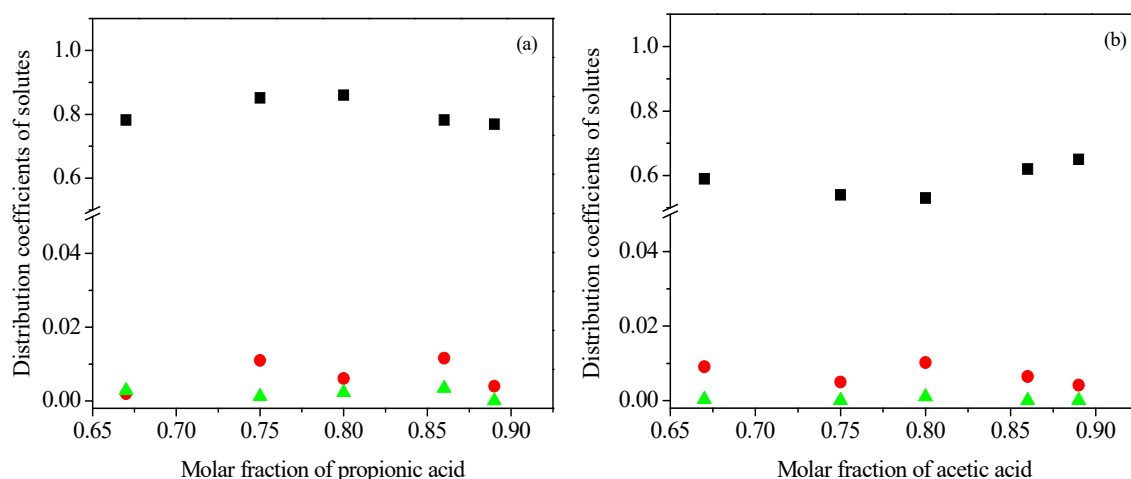 (a)
Distribution coefficients of solutes
1.0
0.8
0.6
0.04
0.02
0.00
0.65 0.70 0.75 0.80 0.85 0.90
Molar fraction of propionic acid
(b)
Distribution coefficients of solutes
1.0
0.8
0.6
0.04
0.02
0.00
0.65 0.70 0.75 0.80 0.85 0.90
Molar fraction of acetic acid